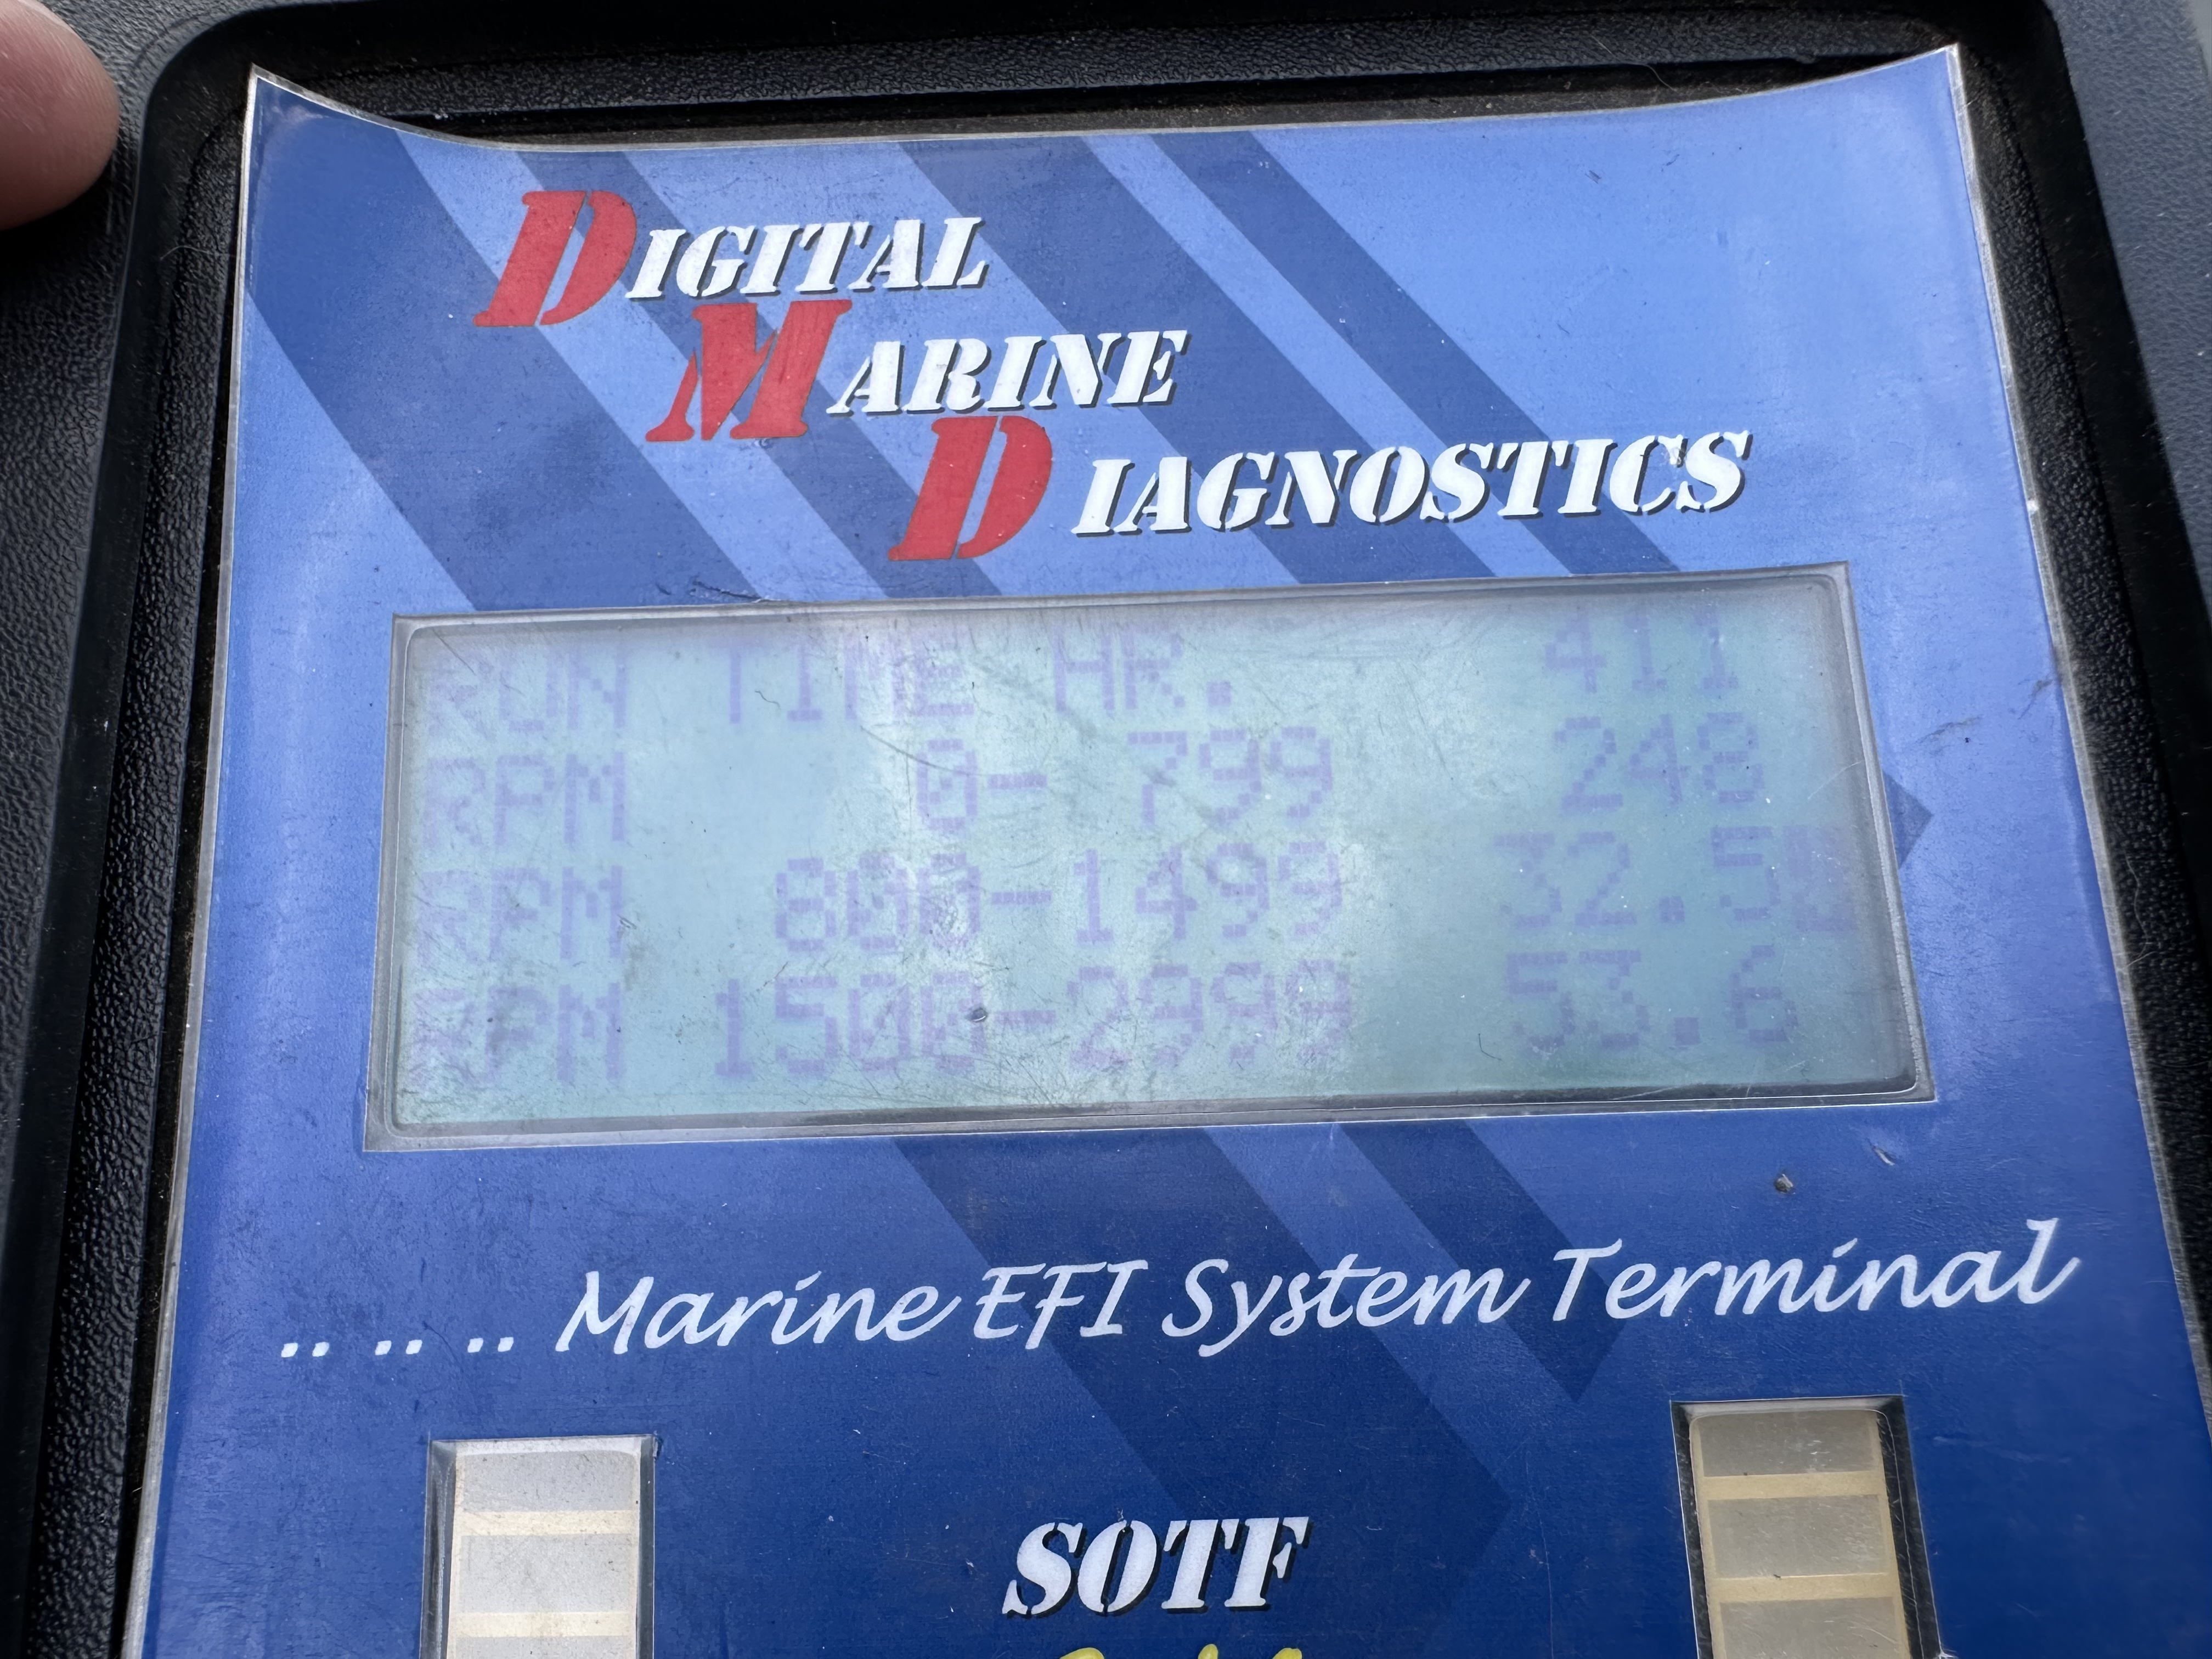 DIGITAL
MARINE
DIAGNOSTICS
RUN TIME HR. 411
RPM 0- 799 248
RPM 800-1499 32.5
RPM 1500-2999 53.6
.. .. .. Marine EFI System Terminal
SOTF